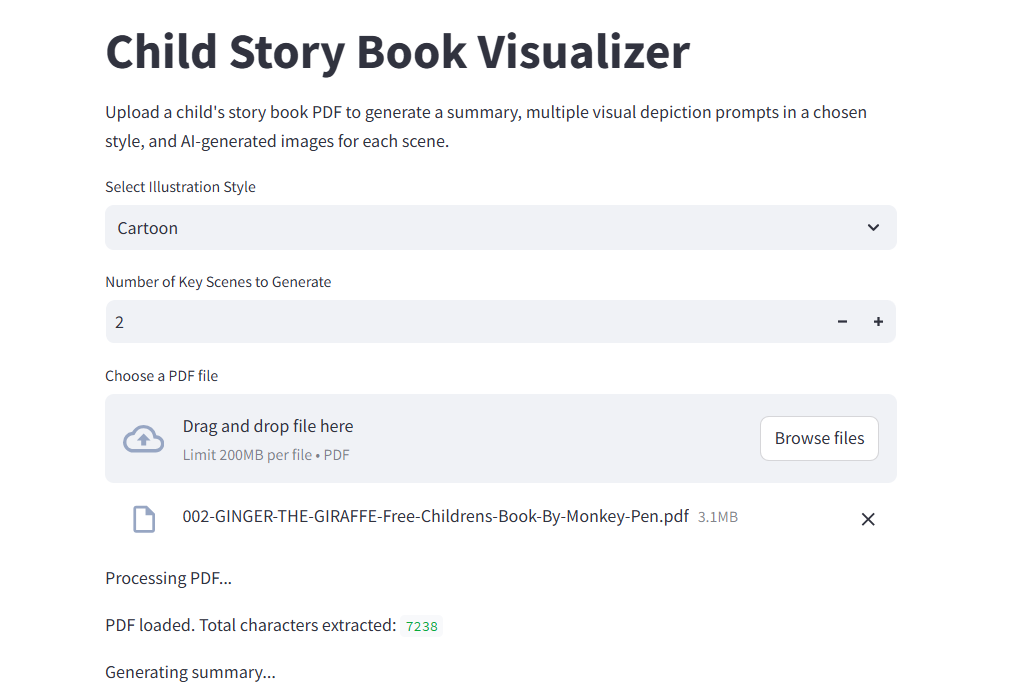 Child Story Book Visualizer
Upload a child's story book PDF to generate a summary, multiple visual depiction prompts in a chosen
style, and AI-generated images for each scene.
Select Illustration Style
Cartoon
Number of Key Scenes to Generate
2 − +
Choose a PDF file
Drag and drop file here
Limit 200MB per file • PDF
Browse files
002-GINGER-THE-GIRAFFE-Free-Childrens-Book-By-Monkey-Pen.pdf 3.1MB
Processing PDF...
PDF loaded. Total characters extracted: 7238
Generating summary...